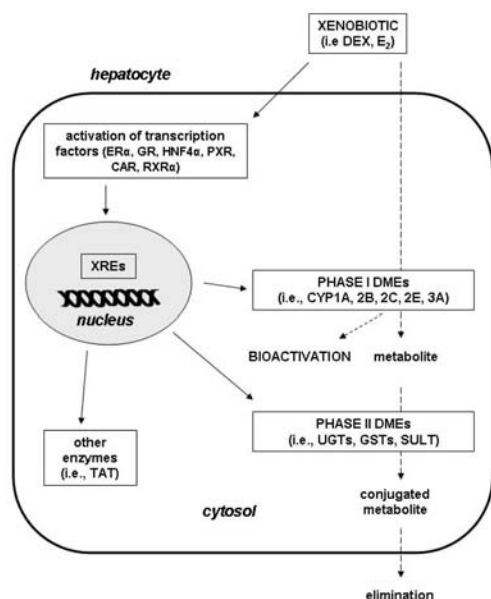 XENOBIOTIC
(i.e DEX, E₂)
hepatocyte
activation of transcription
factors (ERα, GR, HNF4α, PXR,
CAR, RXRα)
XREs
nucleus
PHASE I DMEs
(i.e., CYP1A, 2B, 2C, 2E, 3A)
BIOACTIVATION
metabolite
PHASE II DMEs
(i.e., UGTs, GSTs, SULT)
other
enzymes
(i.e., TAT)
conjugated
metabolite
cytosol
elimination